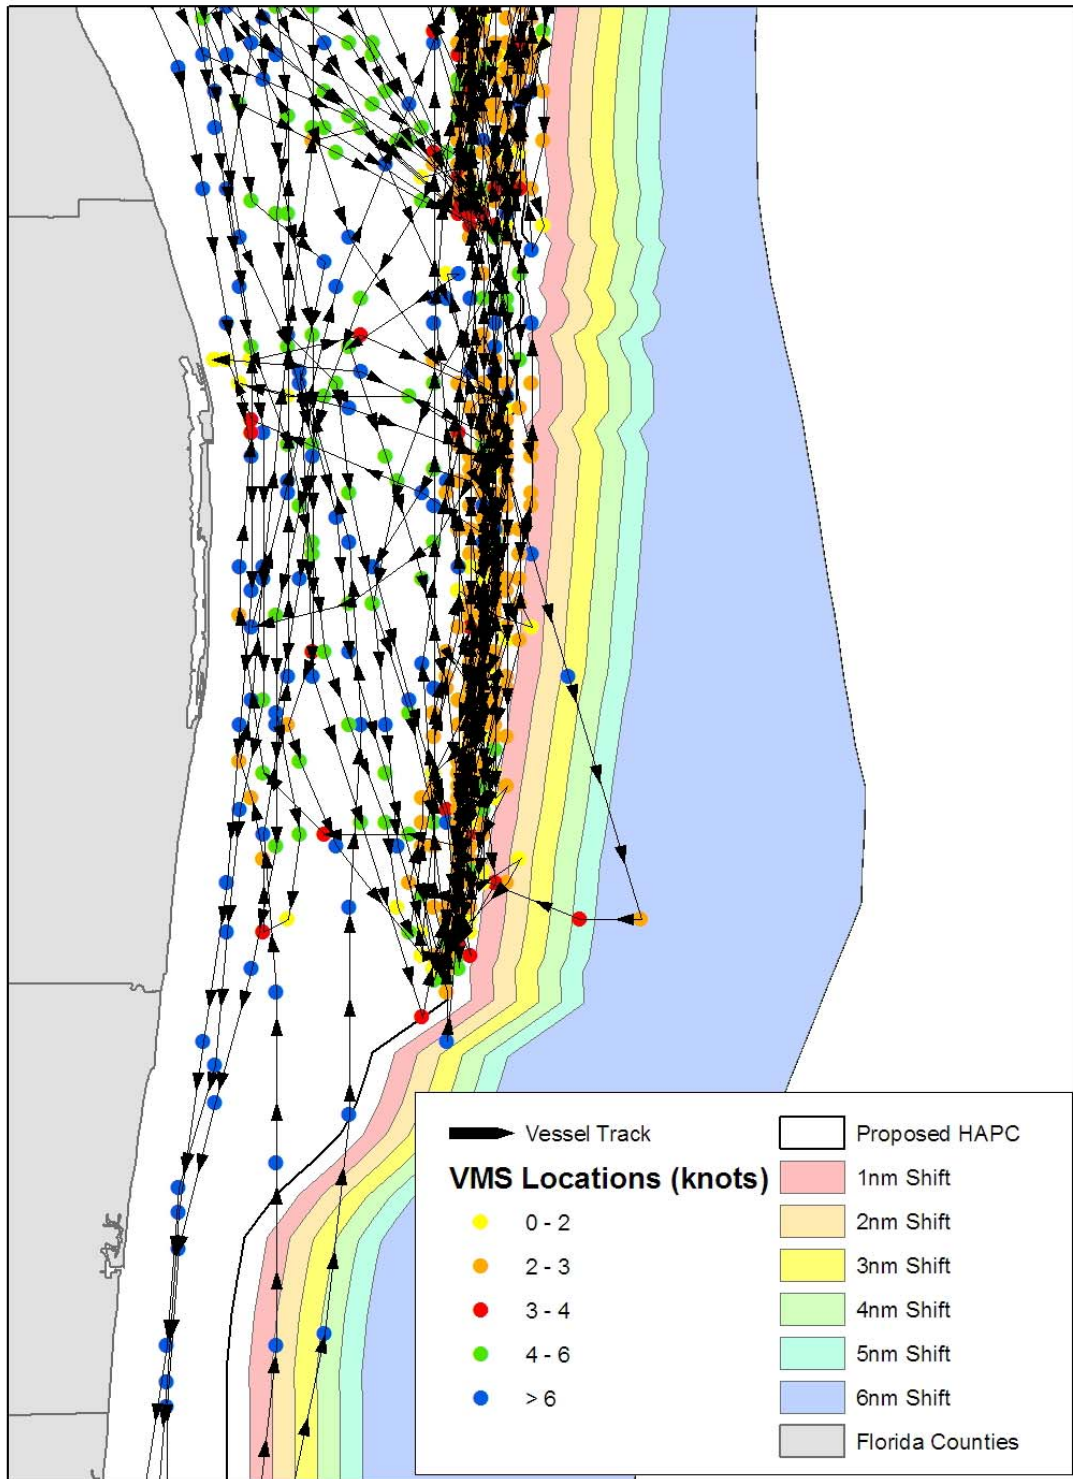 Vessel Track
VMS Locations (knots)
0 - 2
2 - 3
3 - 4
4 - 6
> 6
Proposed HAPC
1nm Shift
2nm Shift
3nm Shift
4nm Shift
5nm Shift
6nm Shift
Florida Counties